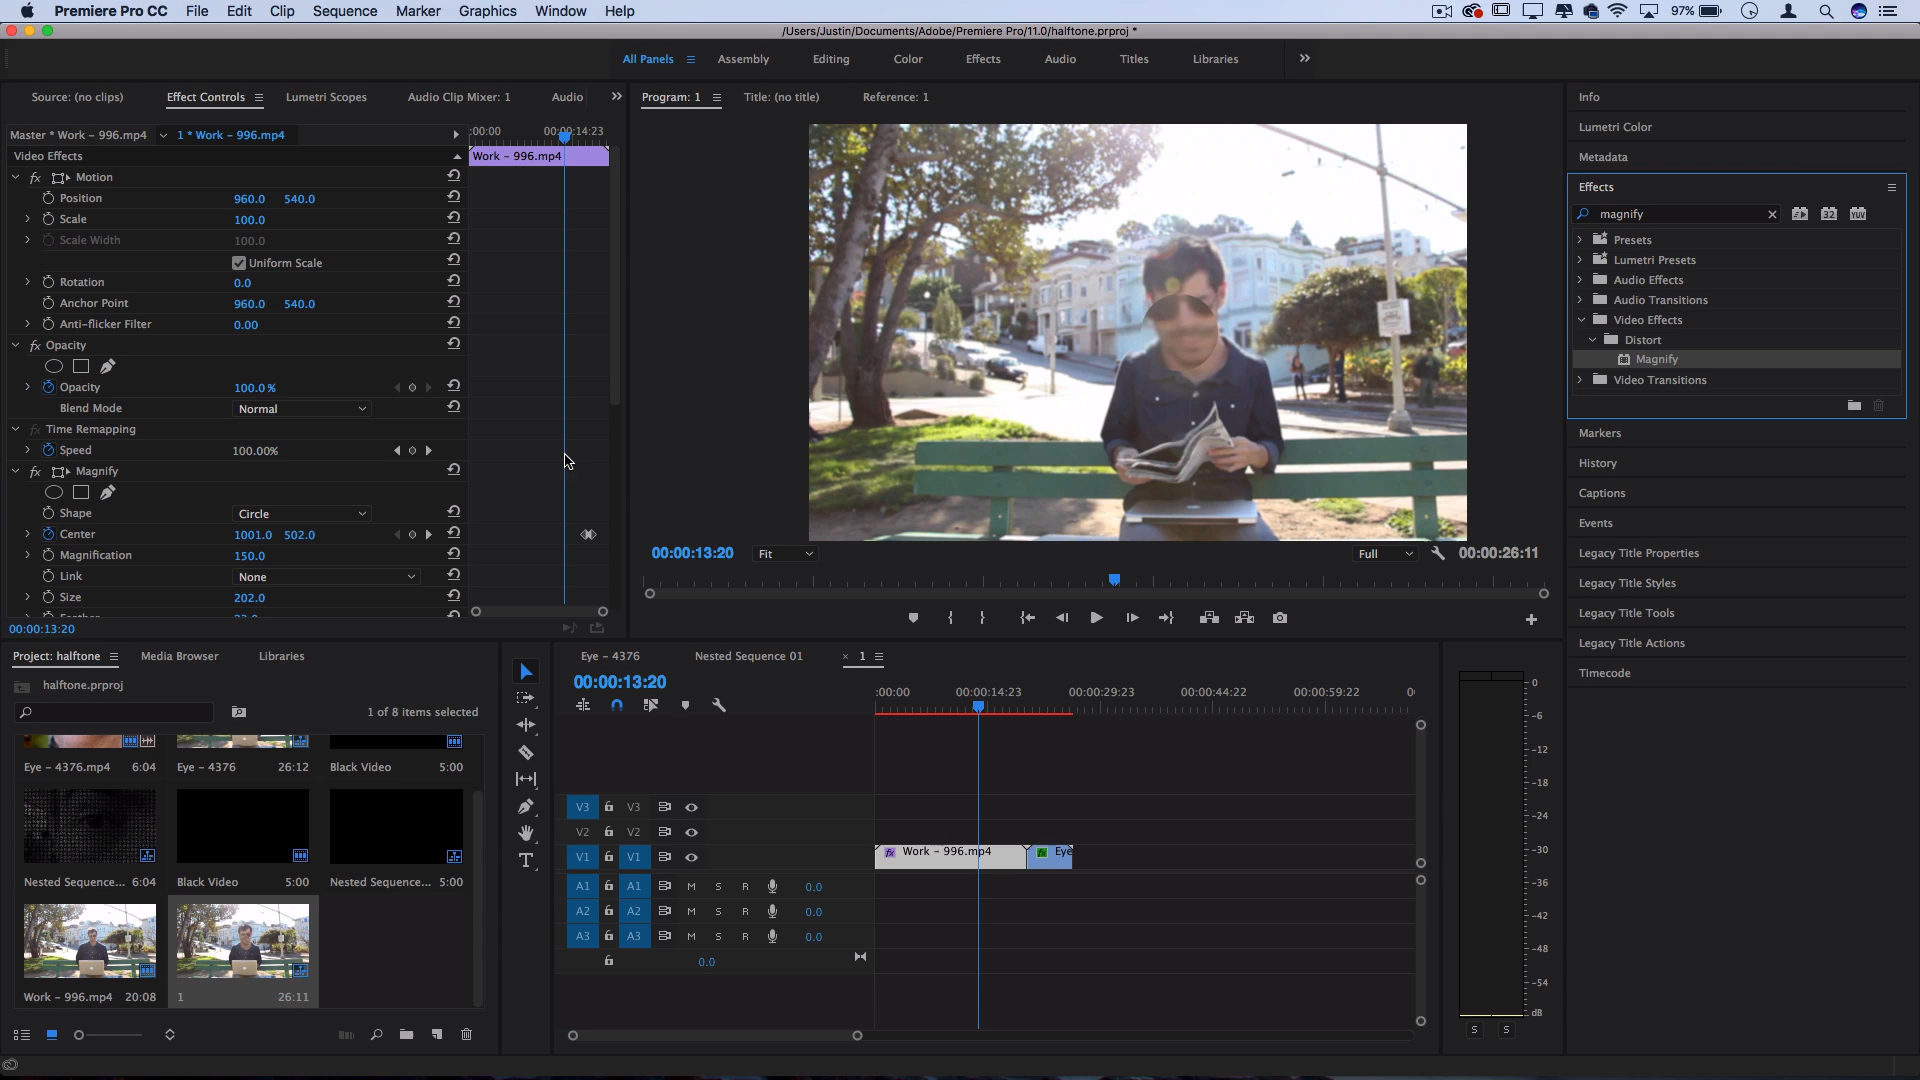 Premiere Pro CC File Edit Clip Sequence Marker Graphics Window Help 97%
/Users/Justin/Documents/Adobe/Premiere Pro/11.0/halftone.prproj *
All Panels Assembly Editing Color Effects Audio Titles Libraries
Source: (no clips) Effect Controls Lumetri Scopes Audio Clip Mixer: 1 Audio
Master * Work - 996.mp4 1 * Work - 996.mp4
:00:00 00:00:14:23
Video Effects
Work - 996.mp4
fx Motion
Position 960.0 540.0
Scale 100.0
Scale Width 100.0
Uniform Scale
Rotation 0.0
Anchor Point 960.0 540.0
Anti-flicker Filter 0.00
fx Opacity
Opacity 100.0 %
Blend Mode Normal
fx Time Remapping
Speed 100.00%
fx Magnify
Shape Circle
Center 1001.0 502.0
Magnification 150.0
Link None
Size 202.0
00:00:13:20
Program: 1 Title: (no title) Reference: 1
00:00:13:20 Fit Full 00:00:26:11
Info
Lumetri Color
Metadata
Effects
magnify 32 YUV
Presets
Lumetri Presets
Audio Effects
Audio Transitions
Video Effects
Distort
Magnify
Video Transitions
Markers
History
Captions
Events
Legacy Title Properties
Legacy Title Styles
Legacy Title Tools
Legacy Title Actions
Timecode
Project: halftone Media Browser Libraries
halftone.prproj
1 of 8 items selected
Eye - 4376.mp4 6:04 Eye - 4376 26:12 Black Video 5:00
Nested Sequence... 6:04 Black Video 5:00 Nested Sequence... 5:00
Work - 996.mp4 20:08 1 26:11
T
Eye - 4376 Nested Sequence 01 × 1
00:00:13:20
:00:00 00:00:14:23 00:00:29:23 00:00:44:22 00:00:59:22
V3 V3
V2 V2
V1 V1 fx Work - 996.mp4 fx Eye
A1 A1 M S R 0.0
A2 A2 M S R 0.0
A3 A3 M S R 0.0
0.0
0
-6
-12
-18
-24
-30
-36
-42
-48
-54
dB
S S